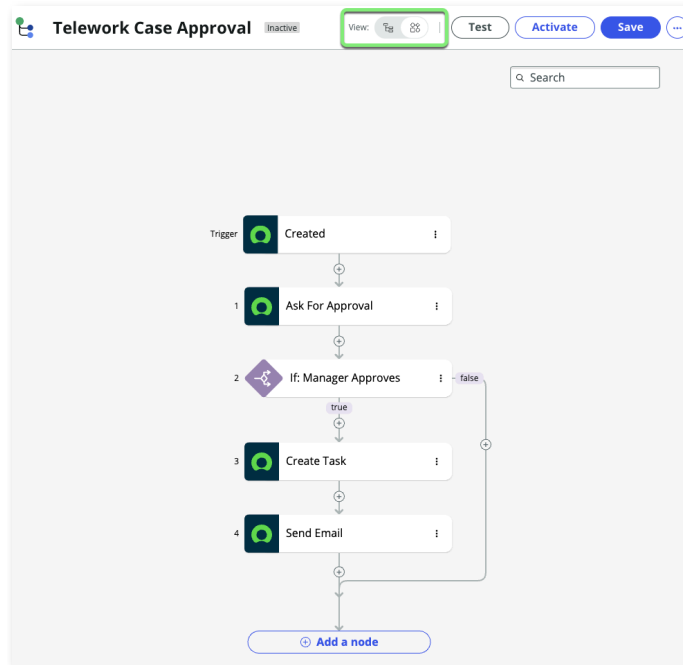 Telework Case Approval Inactive View: Test Activate Save
Search
Trigger Created
1 Ask For Approval
2 If: Manager Approves false
true
3 Create Task
4 Send Email
Add a node